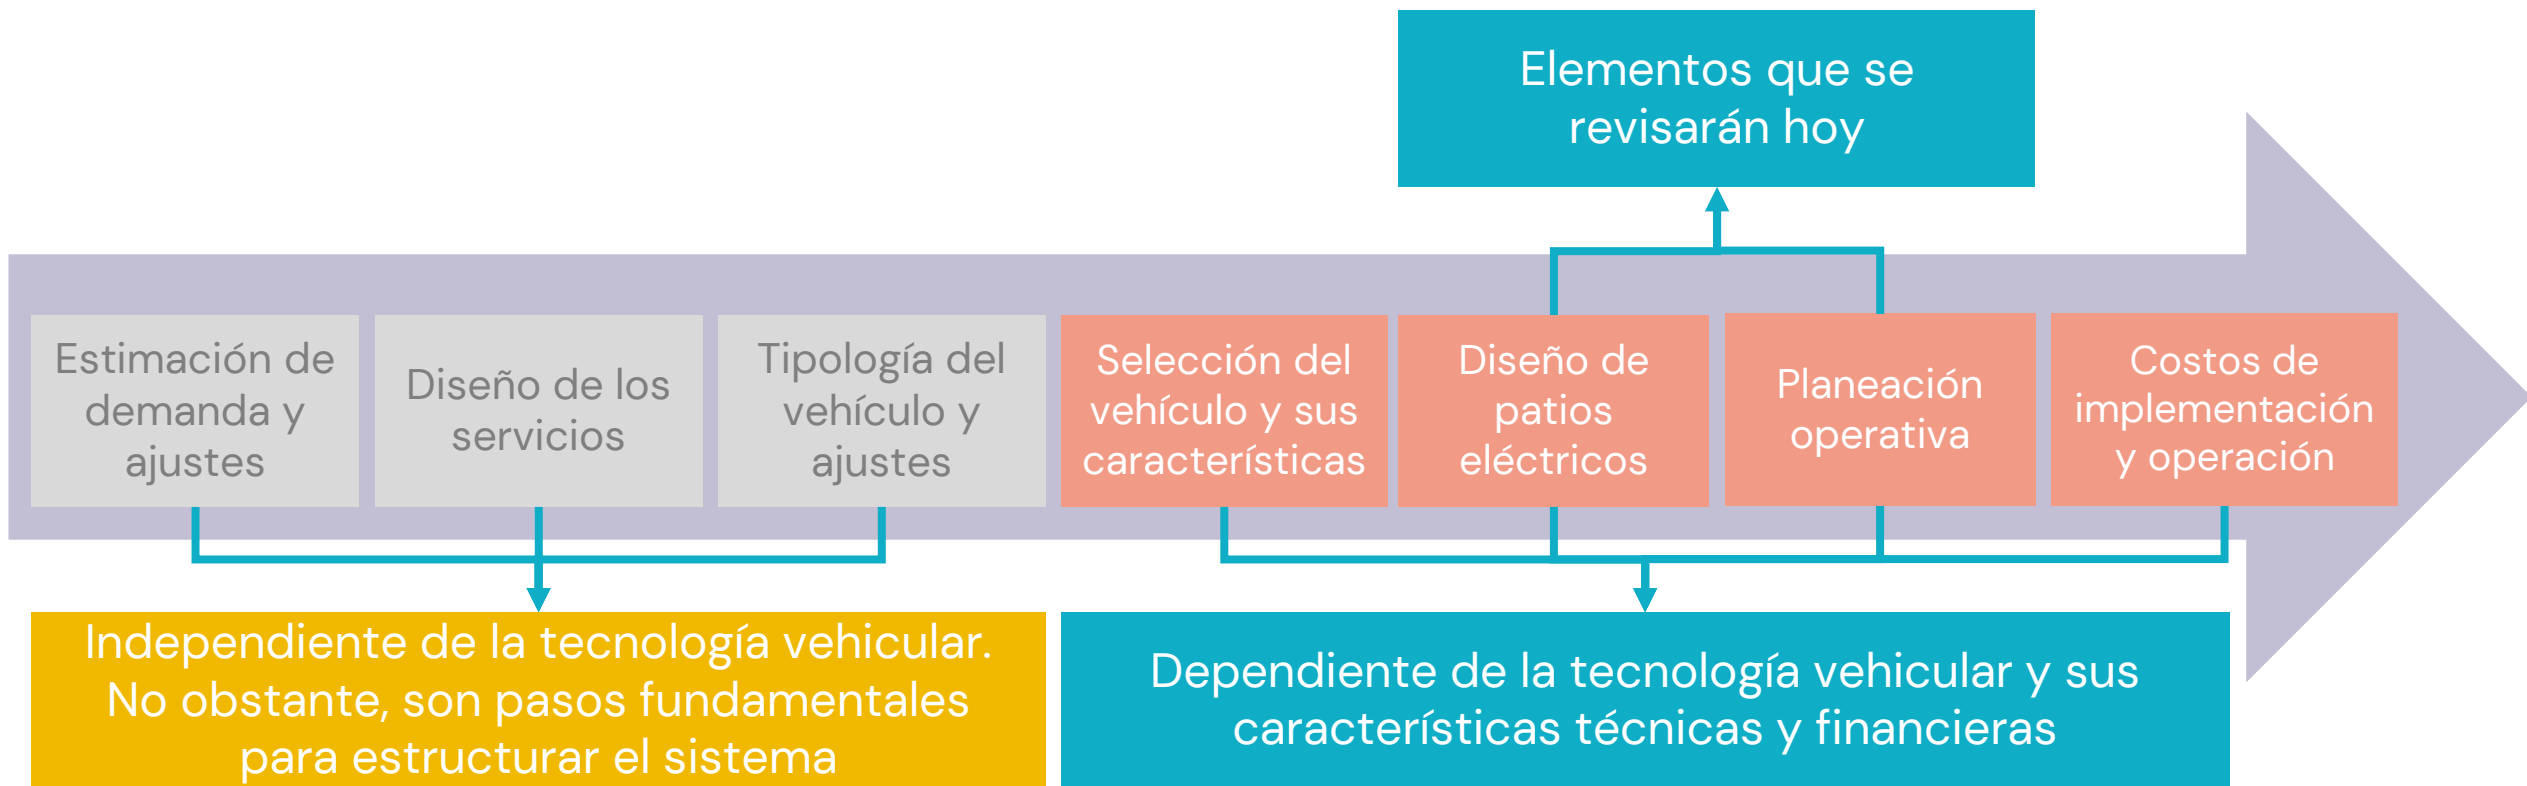 Elementos que se
revisarán hoy
Estimación de
demanda y
ajustes
Diseño de los
servicios
Tipología del
vehículo y
ajustes
Selección del
vehículo y sus
características
Diseño de
patios
eléctricos
Planeación
operativa
Costos de
implementación
y operación
Independiente de la tecnología vehicular.
No obstante, son pasos fundamentales
para estructurar el sistema
Dependiente de la tecnología vehicular y sus
características técnicas y financieras